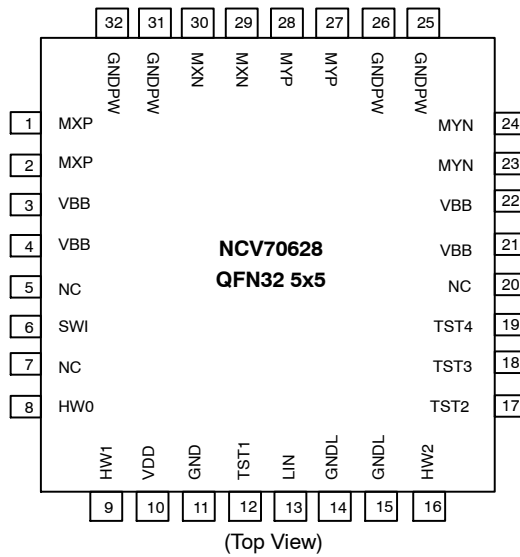 32 31 30 29 28 27 26 25
GNDPW GNDPW MXN MXN MYP MYP GNDPW GNDPW
1 MXP MYN 24
2 MXP MYN 23
3 VBB VBB 22
4 VBB VBB 21
NCV70628
QFN32 5x5
5 NC NC 20
6 SWI TST4 19
7 NC TST3 18
8 HW0 TST2 17
HW1 VDD GND TST1 LIN GNDL GNDL HW2
9 10 11 12 13 14 15 16
(Top View)